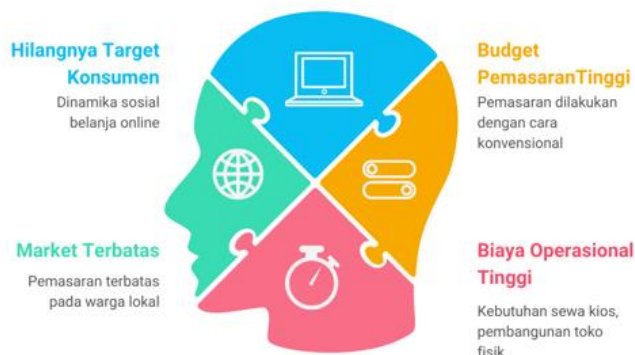 Hilangnya Target
Konsumen
Dinamika sosial
belanja online
Budget
PemasaranTinggi
Pemasaran dilakukan
dengan cara
konvensional
Market Terbatas
Pemasaran terbatas
pada warga lokal
Biaya Operasional
Tinggi
Kebutuhan sewa kios,
pembangunan toko
fisik